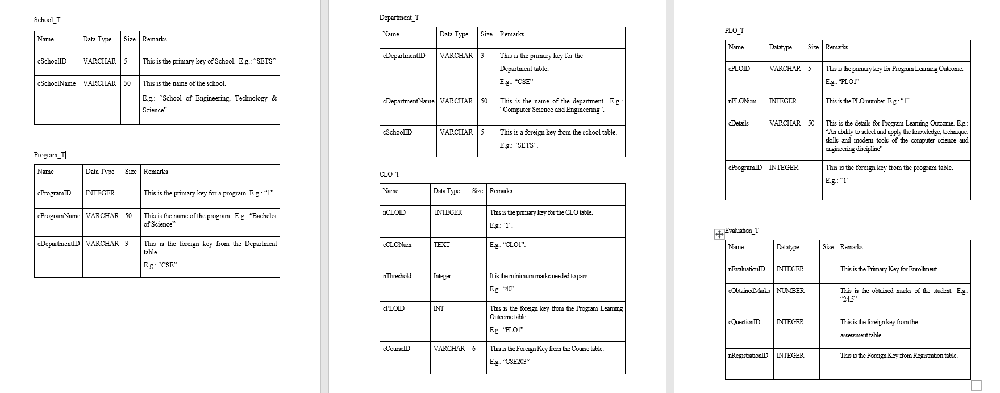 School_T
Name Data Type Size Remarks
cSchoolID VARCHAR 5 This is the primary key of School. E.g.: “SETS”
cSchoolName VARCHAR 50 This is the name of the school.
E.g.: “School of Engineering, Technology &
Science”.
Program_T
Name Data Type Size Remarks
cProgramID INTEGER This is the primary key for a program. E.g.: “1”
cProgramName VARCHAR 50 This is the name of the program. E.g.: “Bachelor
of Science”
cDepartmentID VARCHAR 3 This is the foreign key from the Department
table.
E.g.: “CSE”
Department_T
Name Data Type Size Remarks
cDepartmentID VARCHAR 3 This is the primary key for the
Department table.
E.g.: “CSE”
cDepartmentName VARCHAR 50 This is the name of the department. E.g.:
“Computer Science and Engineering”.
cSchoolID VARCHAR 5 This is a foreign key from the school table.
E.g.: “SETS”.
CLO_T
Name Data Type Size Remarks
nCLOID INTEGER This is the primary key for the CLO table.
E.g.: “1”.
cCLONum TEXT E.g.: “CLO1”.
nThreshold Integer It is the minimum marks needed to pass
E.g., “40”
cPLOID INT This is the foreign key from the Program Learning
Outcome table.
E.g.: “PLO1”
cCourseID VARCHAR 6 This is the Foreign Key from the Course table.
E.g.: “CSE203”
PLO_T
Name Datatype Size Remarks
cPLOID VARCHAR 5 This is the primary key for Program Learning Outcome.
E.g.: “PLO1”
nPLONum INTEGER This is the PLO number. E.g.: “1”
cDetails VARCHAR 50 This is the details for Program Learning Outcome. E.g.:
“An ability to select and apply the knowledge, technique,
skills and modern tools of the computer science and
engineering discipline”
cProgramID INTEGER This is the foreign key from the program table.
E.g.: “1”
Evaluation_T
Name Datatype Size Remarks
nEvaluationID INTEGER This is the Primary Key for Enrollment.
cObtainedMarks NUMBER This is the obtained marks of the student. E.g.:
“24.5”
cQuestionID INTEGER This is the foreign key from the
assessment table.
nRegistrationID INTEGER This is the Foreign Key from Registration table.